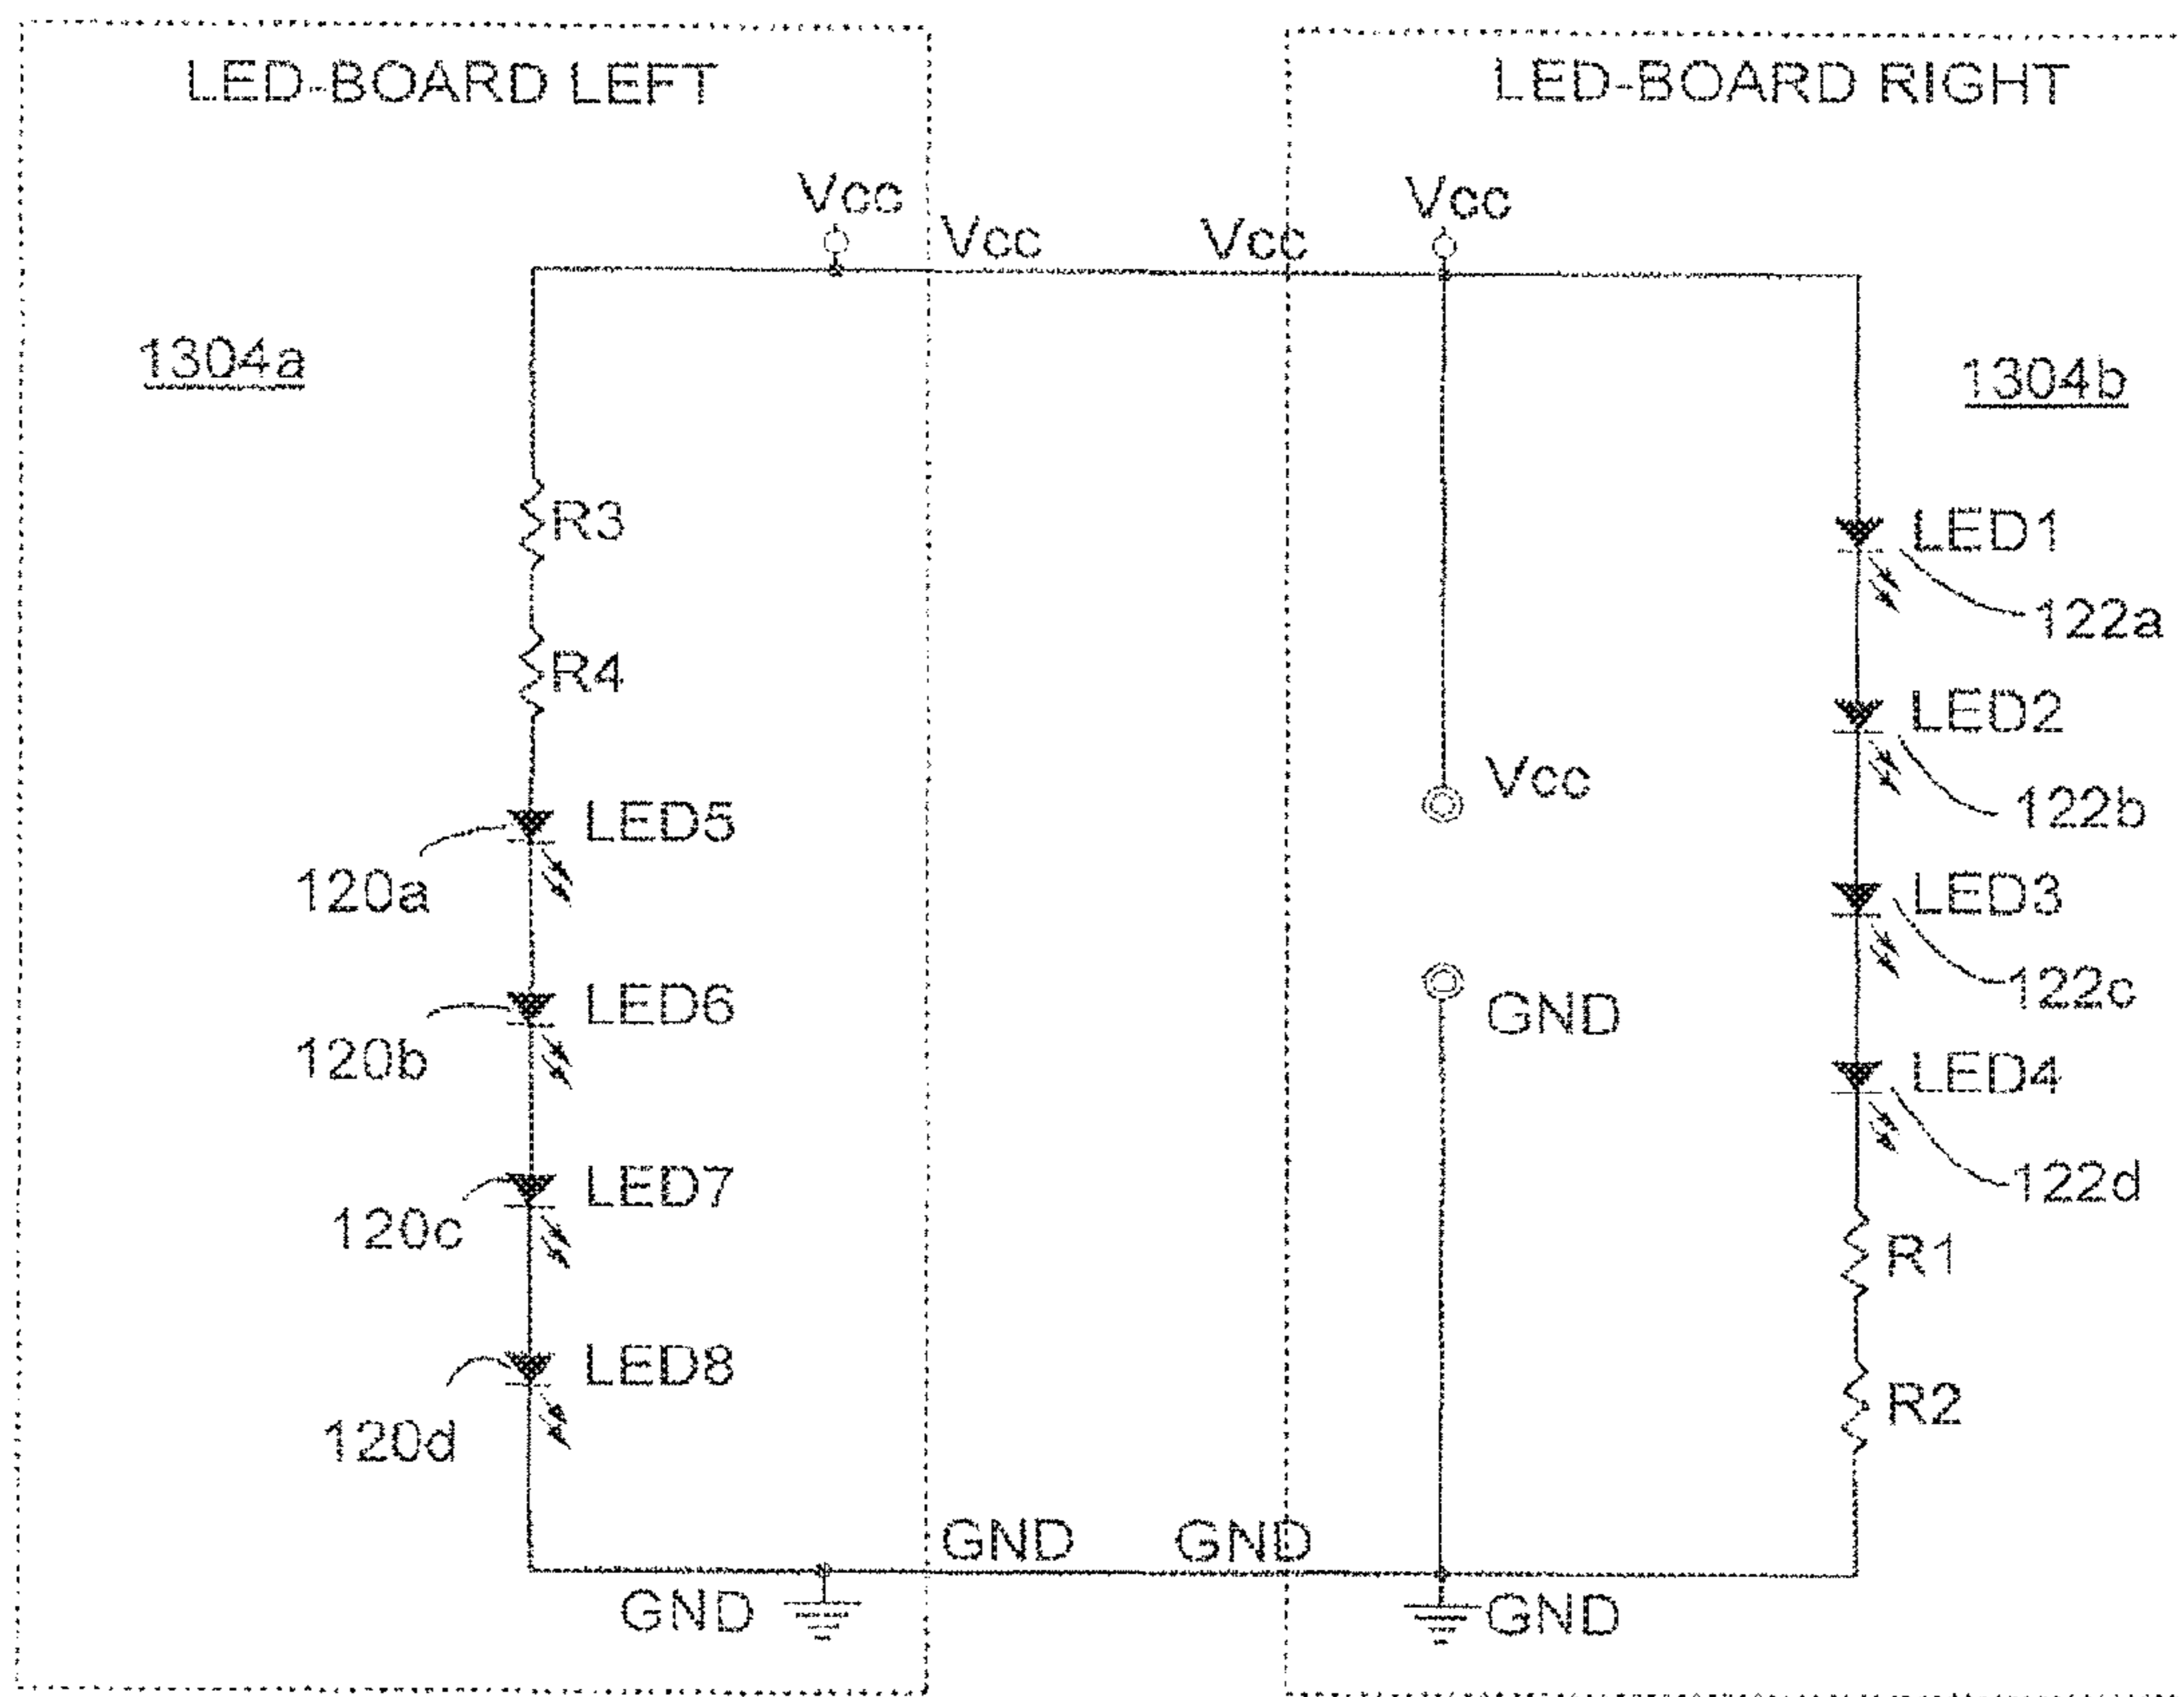 LED-BOARD LEFT
LED-BOARD RIGHT
Vcc
Vcc
Vcc
Vcc
1304a
1304b
R3
LED1
122a
R4
LED2
Vcc
122b
LED5
120a
LED3
122c
LED6
GND
120b
LED4
122d
LED7
120c
R1
LED8
R2
120d
GND
GND
GND
GND